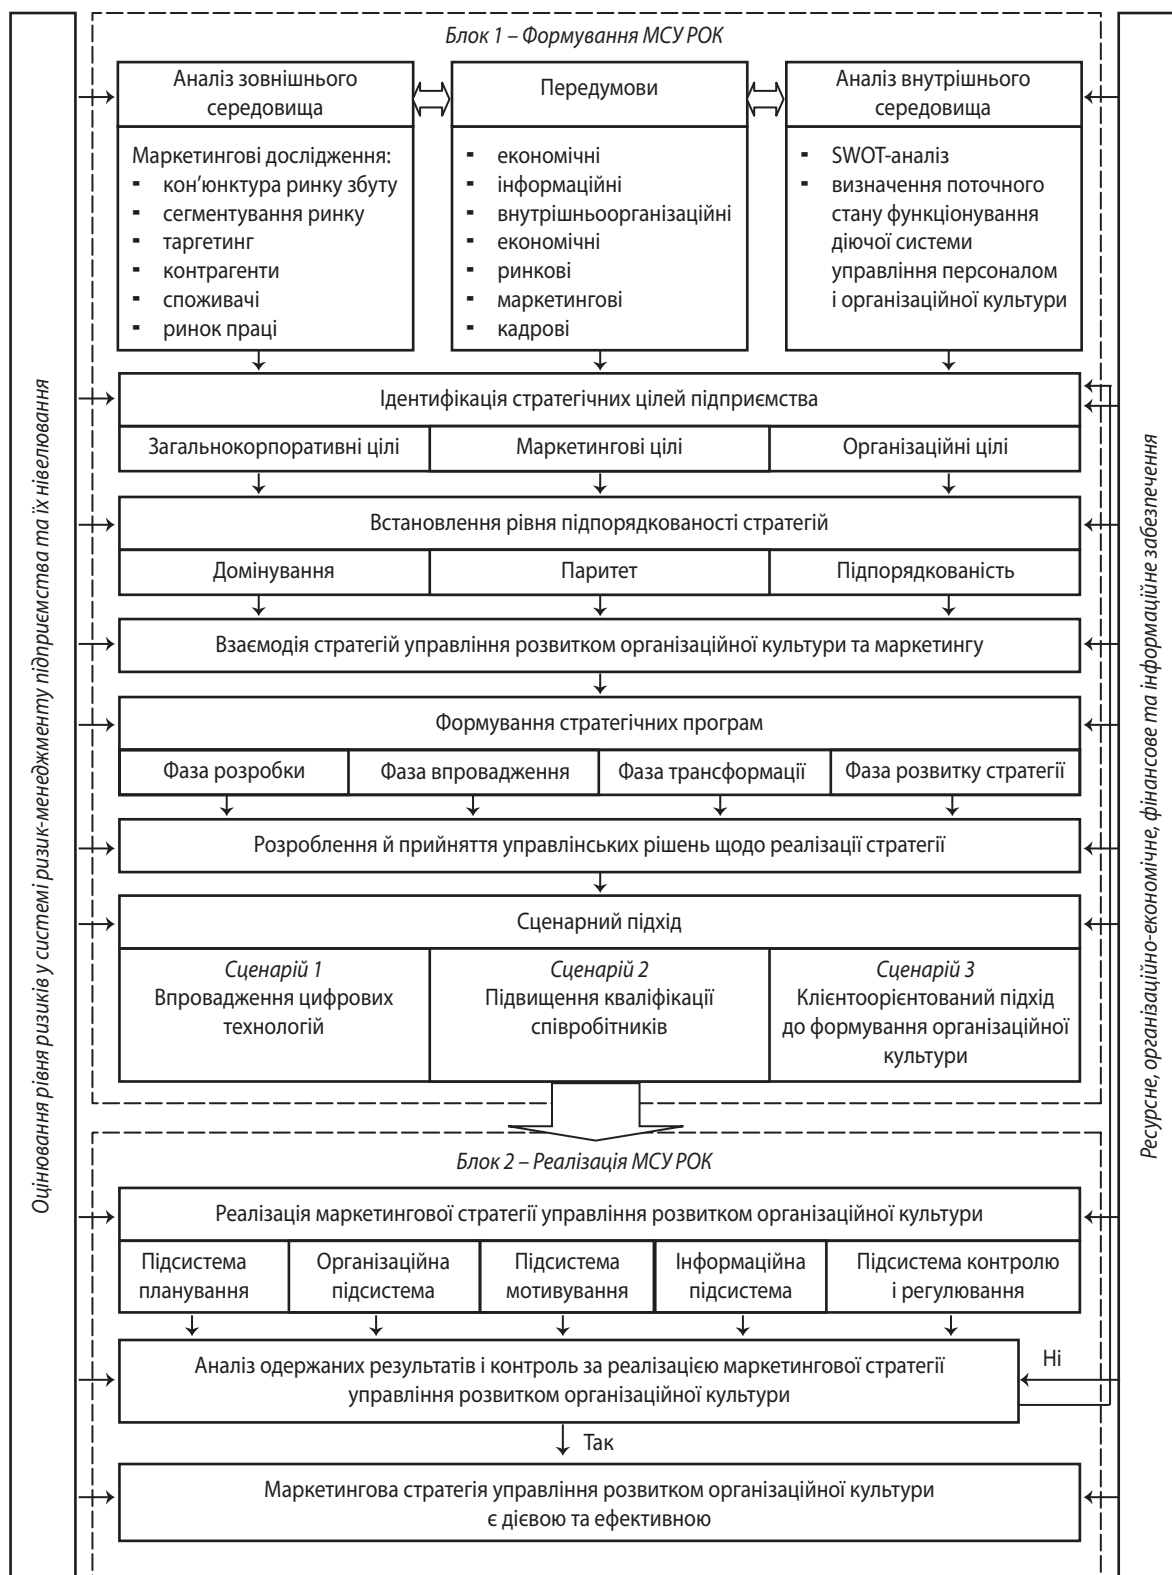 Блок 1 – Формування МСУ РОК
Аналіз зовнішнього
середовища
Передумови
Аналіз внутрішнього
середовища
Маркетингові дослідження:
- кон'юнктура ринку збуту
- сегментування ринку
- таргетинг
- контрагенти
- споживачі
- ринок праці
- економічні
- інформаційні
- внутрішньоорганізаційні
- економічні
- ринкові
- маркетингові
- кадрові
- SWOT-аналіз
- визначення поточного
стану функціонування
діючої системи
управління персоналом
і організаційної культури
Ідентифікація стратегічних цілей підприємства
Загальнокорпоративні цілі
Маркетингові цілі
Організаційні цілі
Встановлення рівня підпорядкованості стратегій
Домінування
Паритет
Підпорядкованість
Взаємодія стратегій управління розвитком організаційної культури та маркетингу
Формування стратегічних програм
Фаза розробки
Фаза впровадження
Фаза трансформації
Фаза розвитку стратегії
Розроблення й прийняття управлінських рішень щодо реалізації стратегії
Сценарний підхід
Сценарій 1
Впровадження цифрових
технологій
Сценарій 2
Підвищення кваліфікації
співробітників
Сценарій 3
Клієнтоорієнтований підхід
до формування організаційної
культури
Блок 2 – Реалізація МСУ РОК
Реалізація маркетингової стратегії управління розвитком організаційної культури
Підсистема
планування
Організаційна
підсистема
Підсистема
мотивування
Інформаційна
підсистема
Підсистема контролю
і регулювання
Аналіз одержаних результатів і контроль за реалізацією маркетингової стратегії
управління розвитком організаційної культури
Ні
Так
Маркетингова стратегія управління розвитком організаційної культури
є дієвою та ефективною
Оцінювання рівня ризиків у системі ризик-менеджменту підприємства та їх нівелювання
Ресурсне, організаційно-економічне, фінансове та інформаційне забезпечення